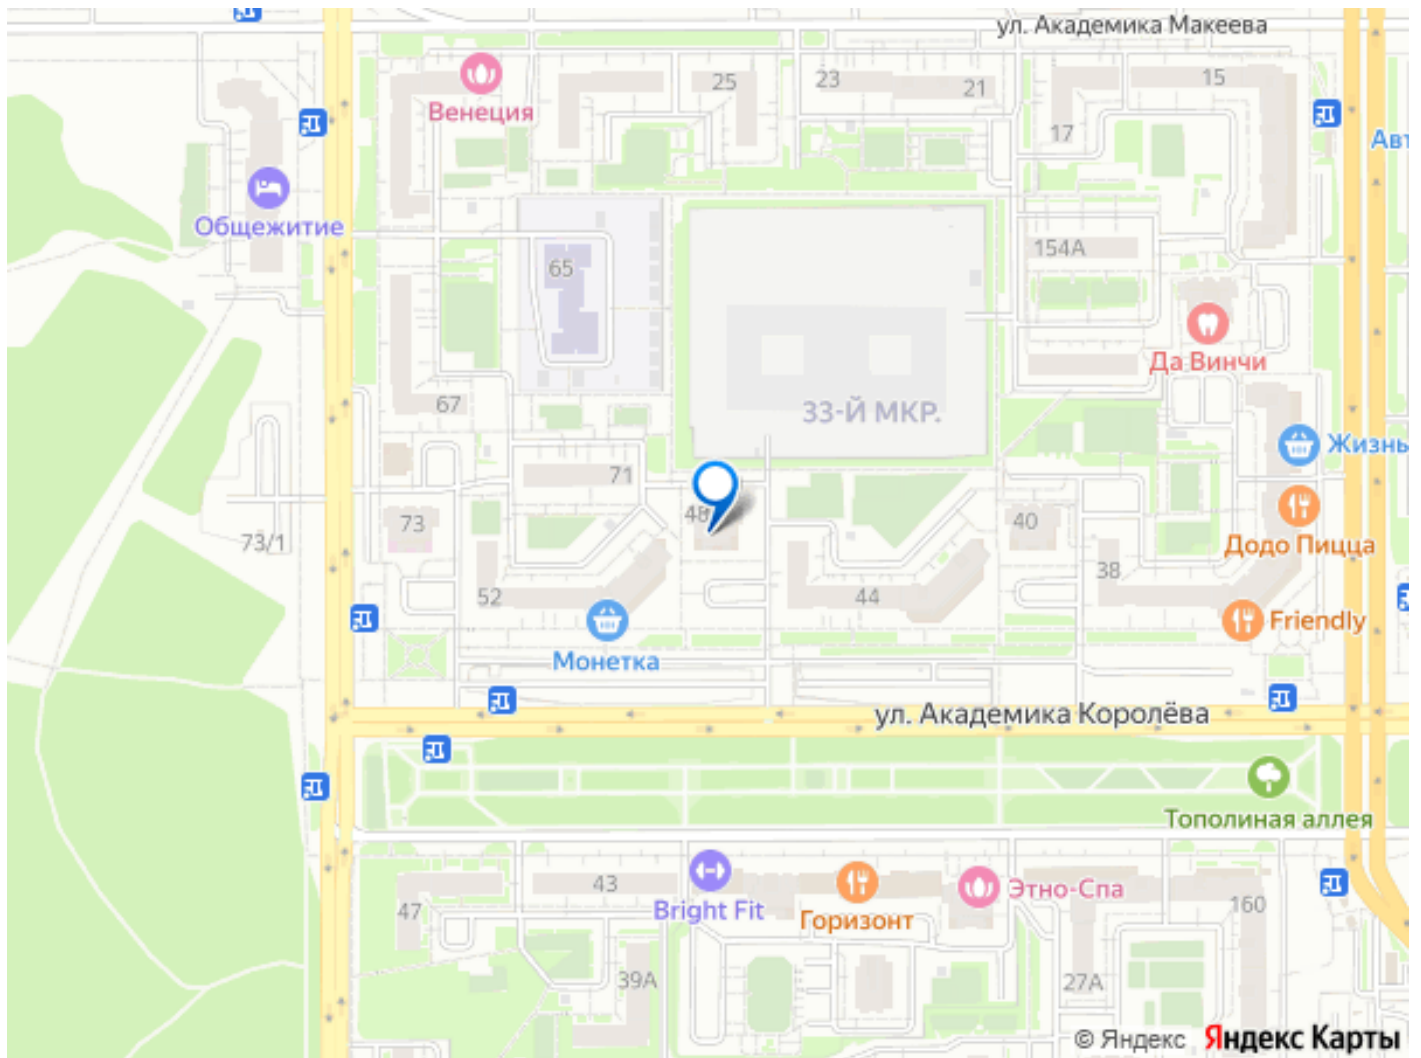 ул. Академика Макеева
25
23
21
15
17
Венеция
Авт
Общежитие
65
154А
Да Винчи
67
33-Й МКР.
Жизнь
71
48
73
40
73/1
Додо Пицца
52
44
38
Монетка
Friendly
ул. Академика Королёва
Тополиная аллея
43
47
Bright Fit
Горизонт
Этно-Спа
160
39А
27А
© Яндекс Яндекс Карты